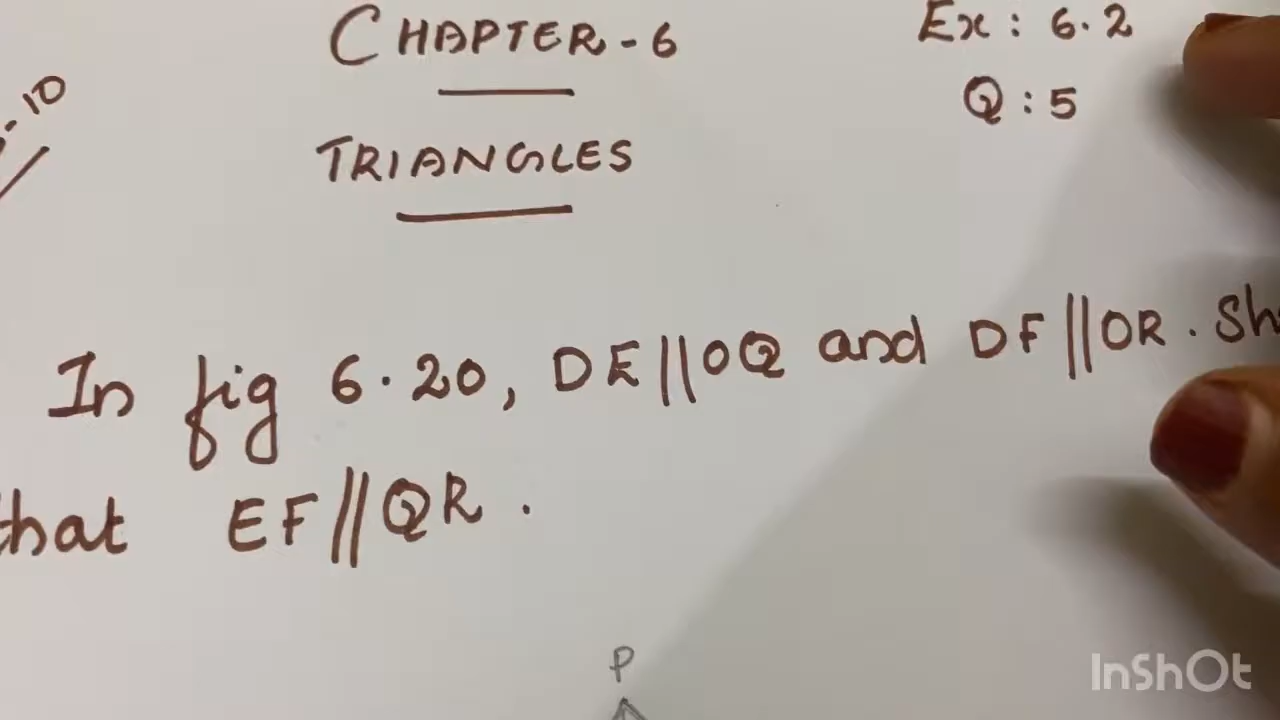 CHAPTER-6
Ex: 6.2
-10
Q:5
TRIANGLES
In fig 6.20, DE||OQ and DF||OR. Sh
that EF||QR.
P
InShOt